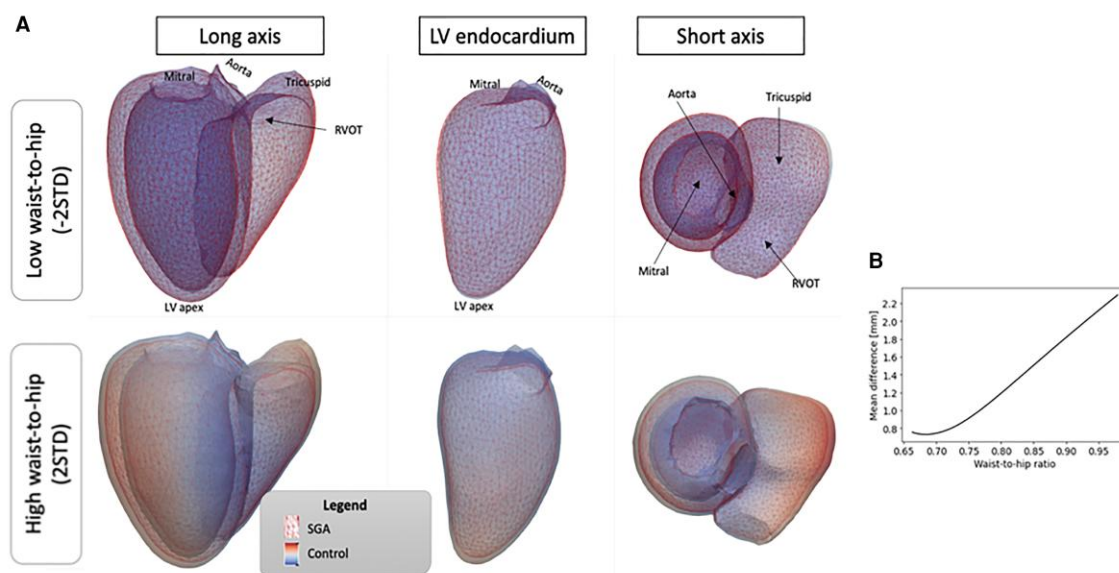 A
Long axis
LV endocardium
Short axis
Low waist-to-hip
(-2STD)
Mitral
Aorta
Tricuspid
RVOT
LV apex
Mitral
Aorta
LV apex
Aorta
Tricuspid
Mitral
RVOT
High waist-to-hip
(2STD)
Legend
SGA
Control
B
Mean difference [mm]
2.2
2.0
1.8
1.6
1.4
1.2
1.0
0.8
0.65 0.70 0.75 0.80 0.85 0.90 0.95
Waist-to-hip ratio